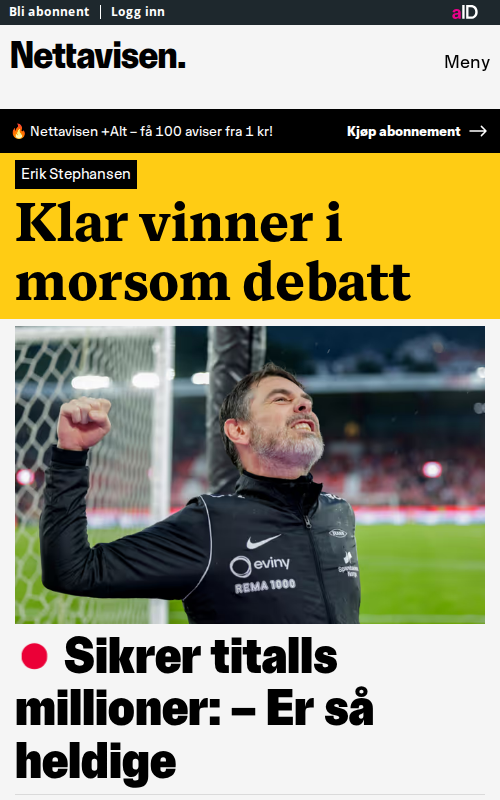 Bli abonnent | Logg inn
aID
Nettavisen.
Meny
🔥 Nettavisen +Alt – få 100 aviser fra 1 kr!
Kjøp abonnement →
Erik Stephansen
Klar vinner i
morsom debatt
eviny
REMA 1000
Sikrer titalls
millioner: – Er så
heldige